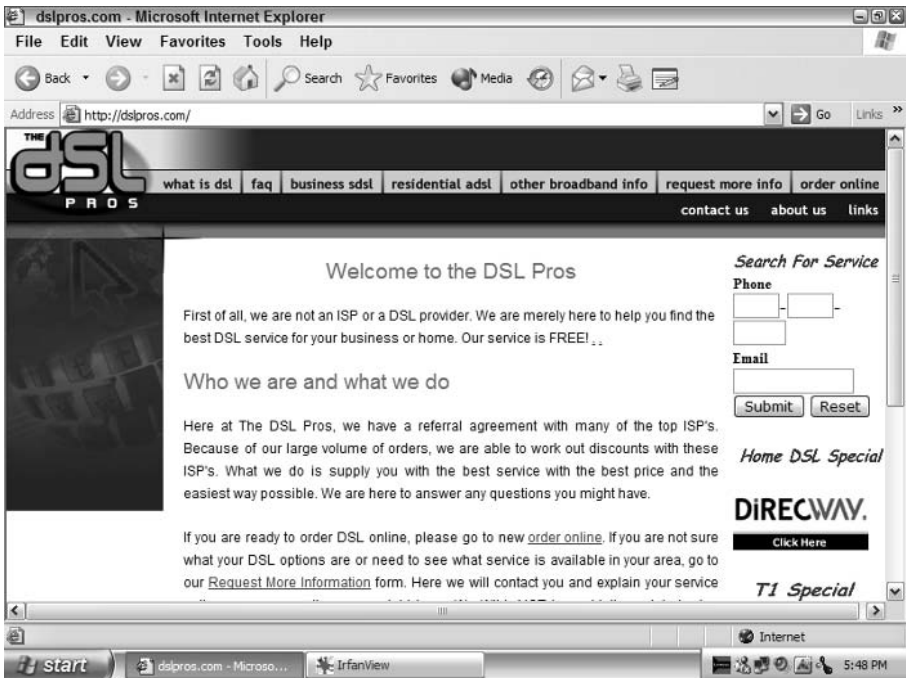 dslpros.com - Microsoft Internet Explorer
File Edit View Favorites Tools Help
Back Search Favorites Media
Address http://dslpros.com/ Go Links »
THE
dSL
PROS
what is dsl faq business sdsl residential adsl other broadband info request more info order online
contact us about us links
Welcome to the DSL Pros
First of all, we are not an ISP or a DSL provider. We are merely here to help you find the
best DSL service for your business or home. Our service is FREE! . .
Who we are and what we do
Here at The DSL Pros, we have a referral agreement with many of the top ISP's.
Because of our large volume of orders, we are able to work out discounts with these
ISP's. What we do is supply you with the best service with the best price and the
easiest way possible. We are here to answer any questions you might have.
If you are ready to order DSL online, please go to new order online. If you are not sure
what your DSL options are or need to see what service is available in your area, go to
our Request More Information form. Here we will contact you and explain your service
Search For Service
Phone
- -
Email
Submit Reset
Home DSL Special
DiRECWAY.
Click Here
T1 Special
Internet
start dslpros.com - Microso... IrfanView 5:48 PM